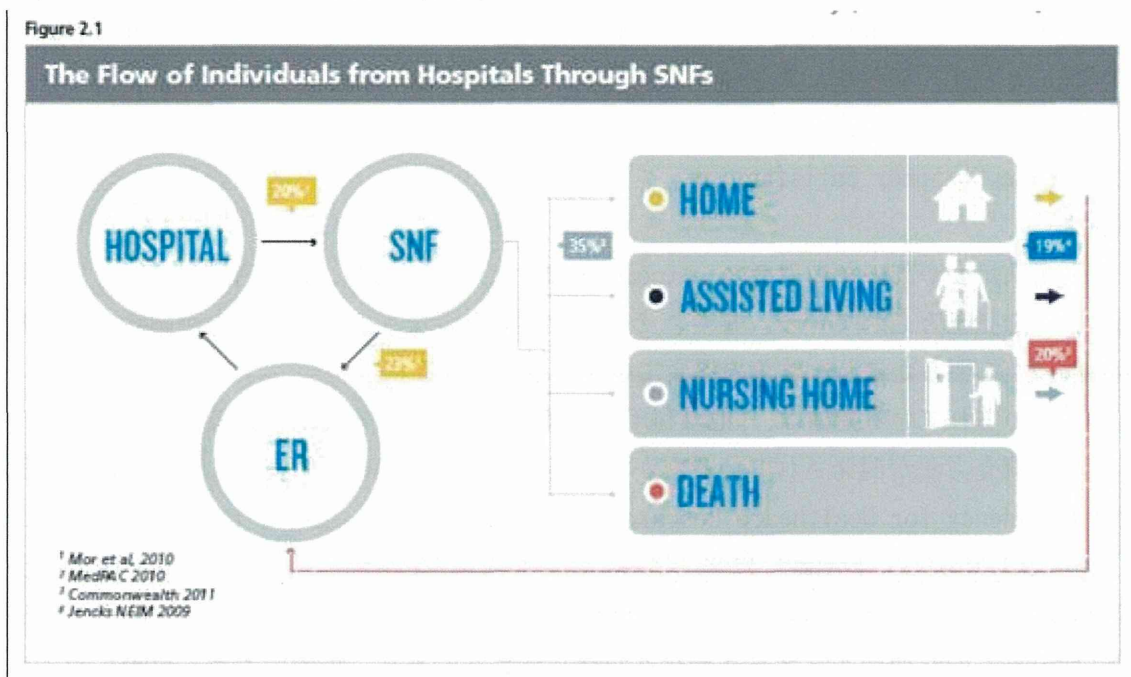 Figure 2.1
The Flow of Individuals from Hospitals Through SNFs
HOSPITAL
20%
SNF
23%
ER
35%²
HOME
19%⁴
ASSISTED LIVING
20%³
NURSING HOME
DEATH
¹ Mor et al, 2010
² MedPAC 2010
³ Commonwealth 2011
⁴ Jencks NEJM 2009